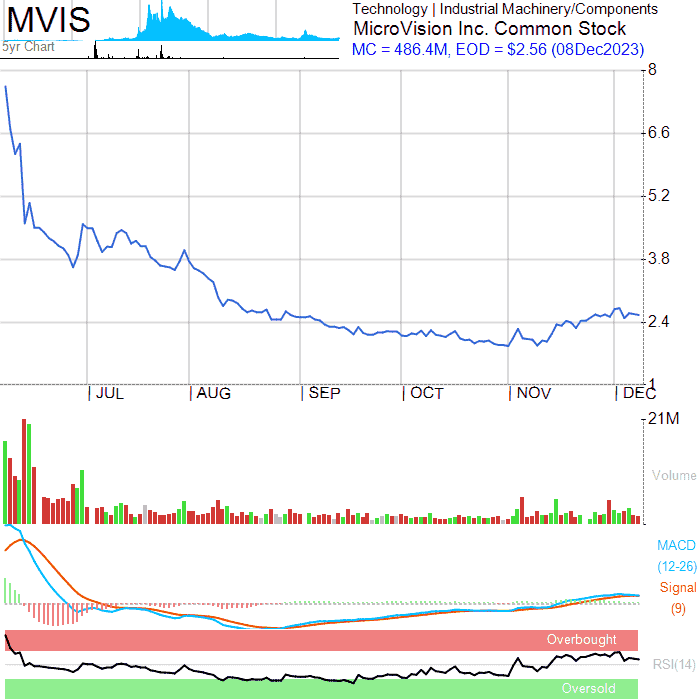 MVIS
5yr Chart
Technology | Industrial Machinery/Components
MicroVision Inc. Common Stock
MC = 486.4M, EOD = $2.56 (08Dec2023)
8
6.6
5.2
3.8
2.4
1
JUL AUG SEP OCT NOV DEC
21M
Volume
MACD
(12-26)
Signal
(9)
Overbought
RSI(14)
Oversold